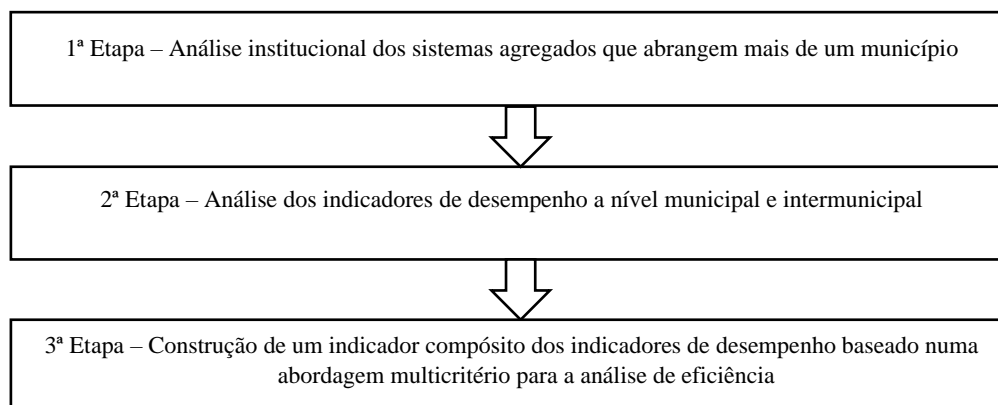 1ª Etapa – Análise institucional dos sistemas agregados que abrangem mais de um município
2ª Etapa – Análise dos indicadores de desempenho a nível municipal e intermunicipal
3ª Etapa – Construção de um indicador compósito dos indicadores de desempenho baseado numa
abordagem multicritério para a análise de eficiência